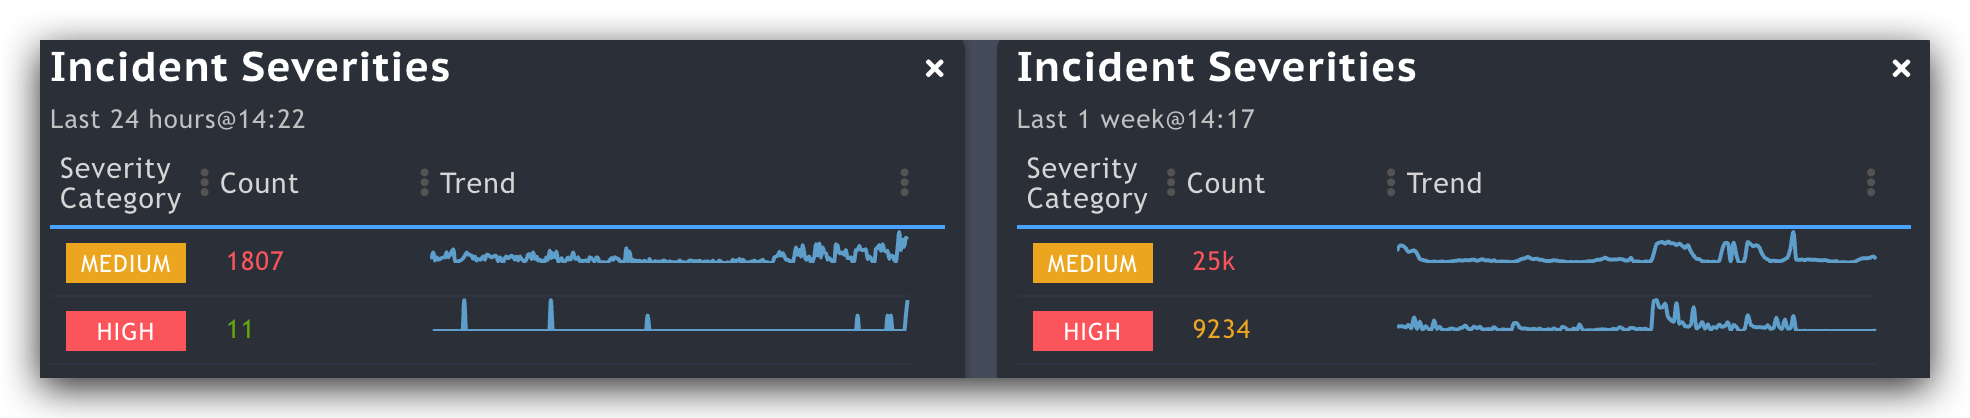 Incident Severities
Last 24 hours@14:22
Severity
Category
Count
Trend
MEDIUM
1807
HIGH
11
Incident Severities
Last 1 week@14:17
Severity
Category
Count
Trend
MEDIUM
25k
HIGH
9234